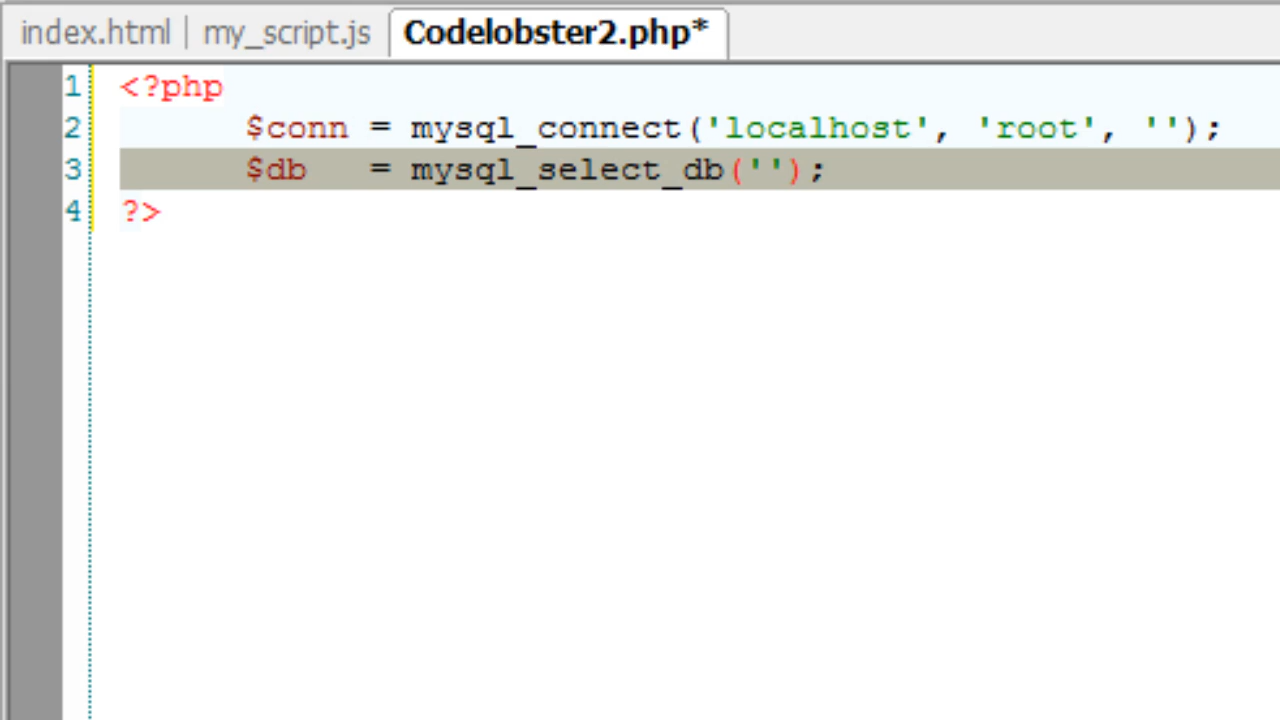 index.html | my_script.js Codelobster2.php*
1 <?php
2 $conn = mysql_connect('localhost', 'root', '');
3 $db = mysql_select_db('');
4 ?>